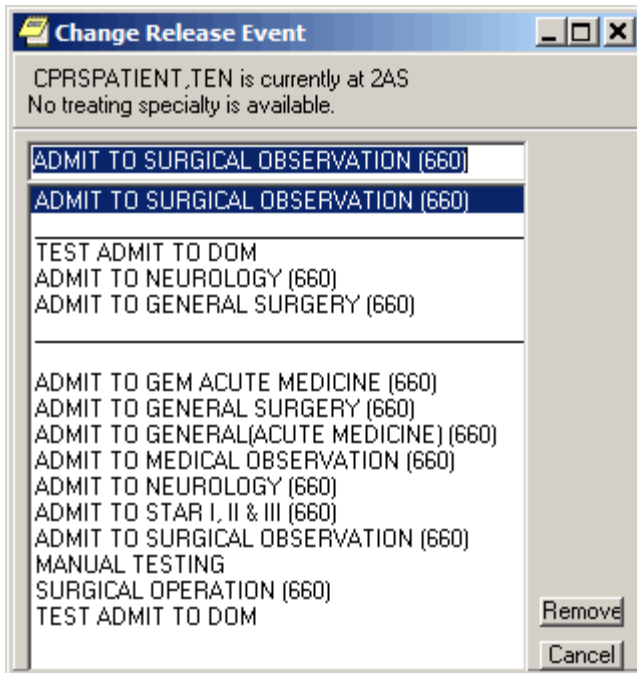 Change Release Event
CPRSPATIENT,TEN is currently at 2AS
No treating specialty is available.
ADMIT TO SURGICAL OBSERVATION (660)
ADMIT TO SURGICAL OBSERVATION (660)
TEST ADMIT TO DOM
ADMIT TO NEUROLOGY (660)
ADMIT TO GENERAL SURGERY (660)
ADMIT TO GEM ACUTE MEDICINE (660)
ADMIT TO GENERAL SURGERY (660)
ADMIT TO GENERAL(ACUTE MEDICINE) (660)
ADMIT TO MEDICAL OBSERVATION (660)
ADMIT TO NEUROLOGY (660)
ADMIT TO STAR I, II & III (660)
ADMIT TO SURGICAL OBSERVATION (660)
MANUAL TESTING
SURGICAL OPERATION (660)
TEST ADMIT TO DOM
Remove
Cancel